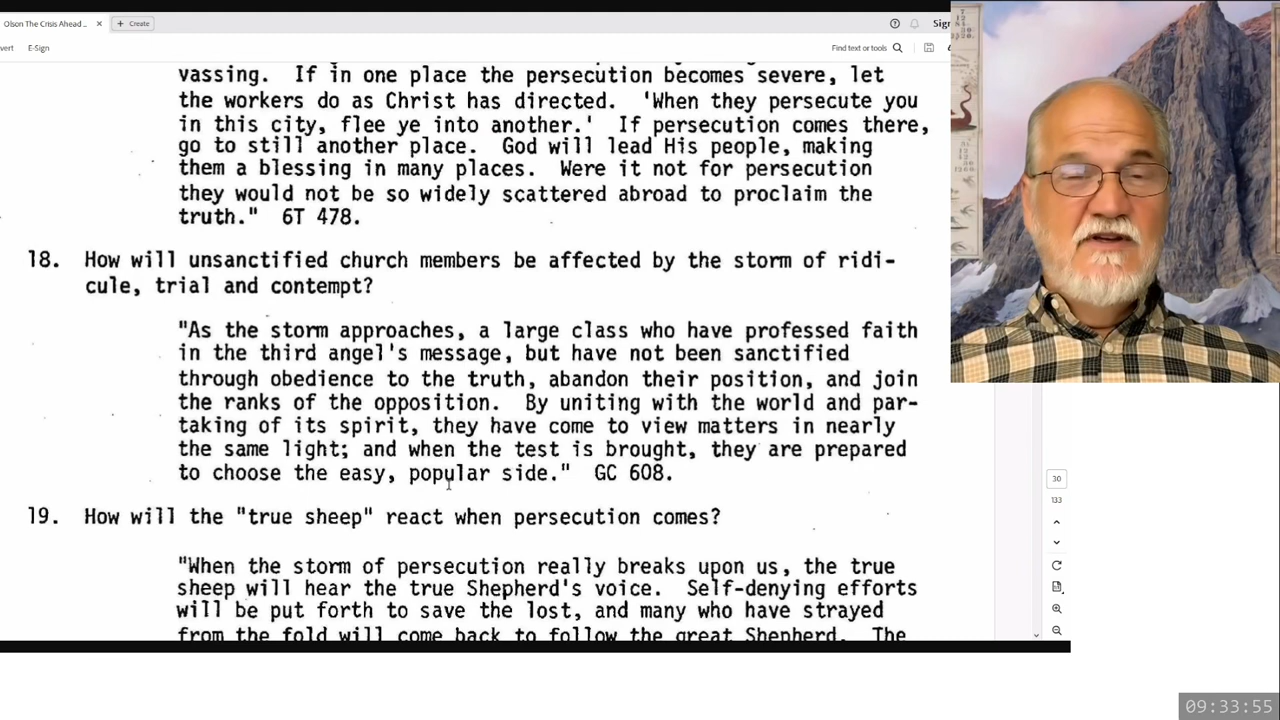 Olson The Crisis Ahead ...
Create
vert
E-Sign
Find text or tools
Sign
vassing. If in one place the persecution becomes severe, let
the workers do as Christ has directed. 'When they persecute you
in this city, flee ye into another.' If persecution comes there,
go to still another place. God will lead His people, making
them a blessing in many places. Were it not for persecution
they would not be so widely scattered abroad to proclaim the
truth." 6T 478.
18. How will unsanctified church members be affected by the storm of ridi-
cule, trial and contempt?
"As the storm approaches, a large class who have professed faith
in the third angel's message, but have not been sanctified
through obedience to the truth, abandon their position, and join
the ranks of the opposition. By uniting with the world and par-
taking of its spirit, they have come to view matters in nearly
the same light; and when the test is brought, they are prepared
to choose the easy, popular side." GC 608.
19. How will the "true sheep" react when persecution comes?
"When the storm of persecution really breaks upon us, the true
sheep will hear the true Shepherd's voice. Self-denying efforts
will be put forth to save the lost, and many who have strayed
from the fold will come back to follow the great Shepherd. The
30
133
09:33:55